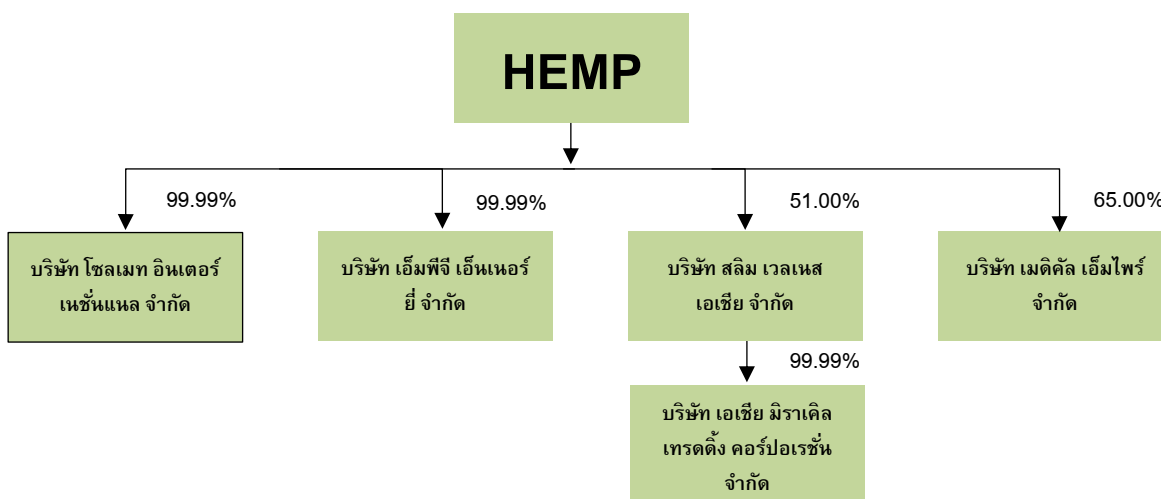 HEMP
99.99%
99.99%
51.00%
65.00%
บริษัท โซลเมท อินเตอร์
เนชั่นแนล จำกัด
บริษัท เอ็มพีจี เอ็นเนอร์
ยี่ จำกัด
บริษัท สลิม เวลเนส
เอเชีย จำกัด
บริษัท เมดิคัล เอ็มไพร์
จำกัด
99.99%
บริษัท เอเชีย มิราเคิล
เทรดดิ้ง คอร์ปอเรชั่น
จำกัด